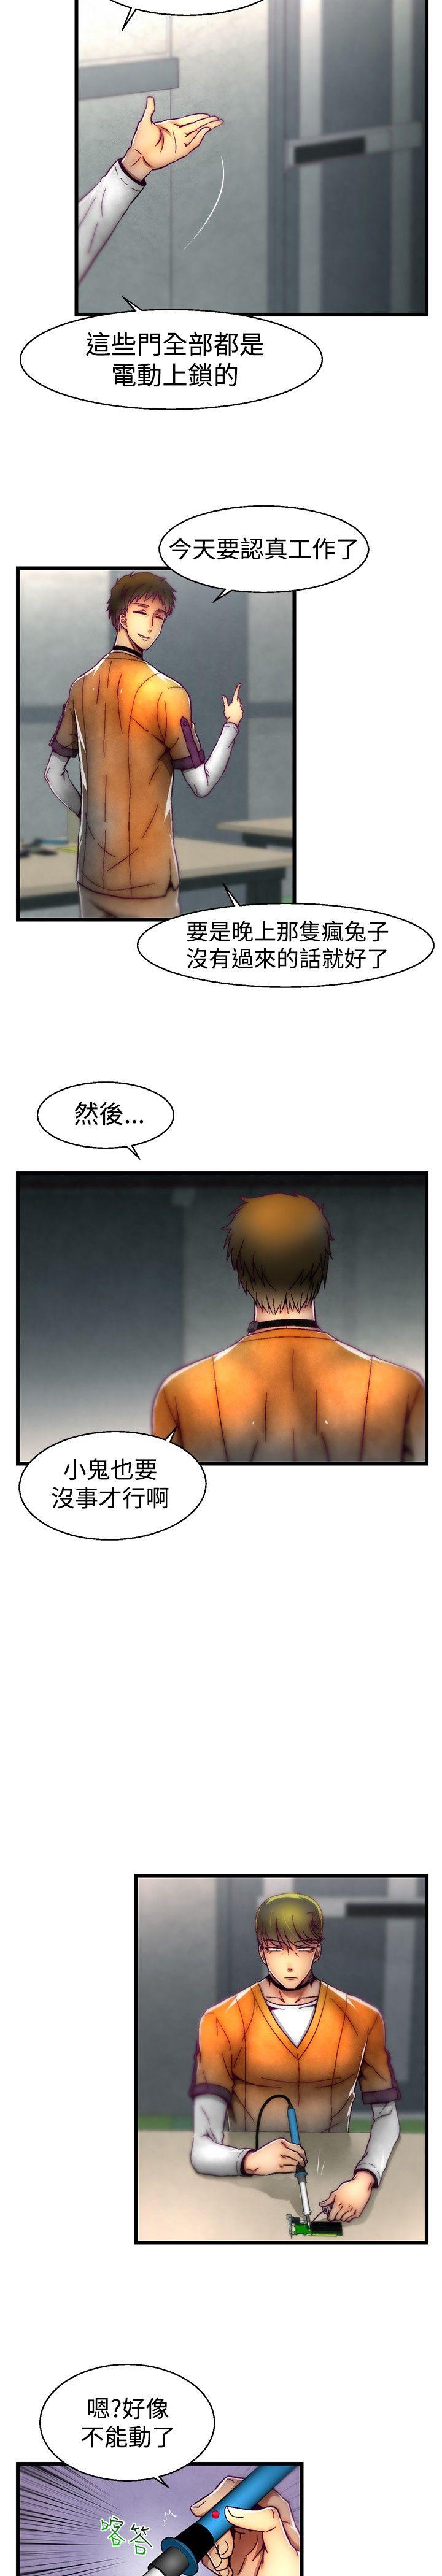 這些門全部都是
電動上鎖的
今天要認真工作了
要是晚上那隻瘋兔子
沒有過來的話就好了
然後...
小鬼也要
沒事才行啊
嗯?好像
不能動了
喀答